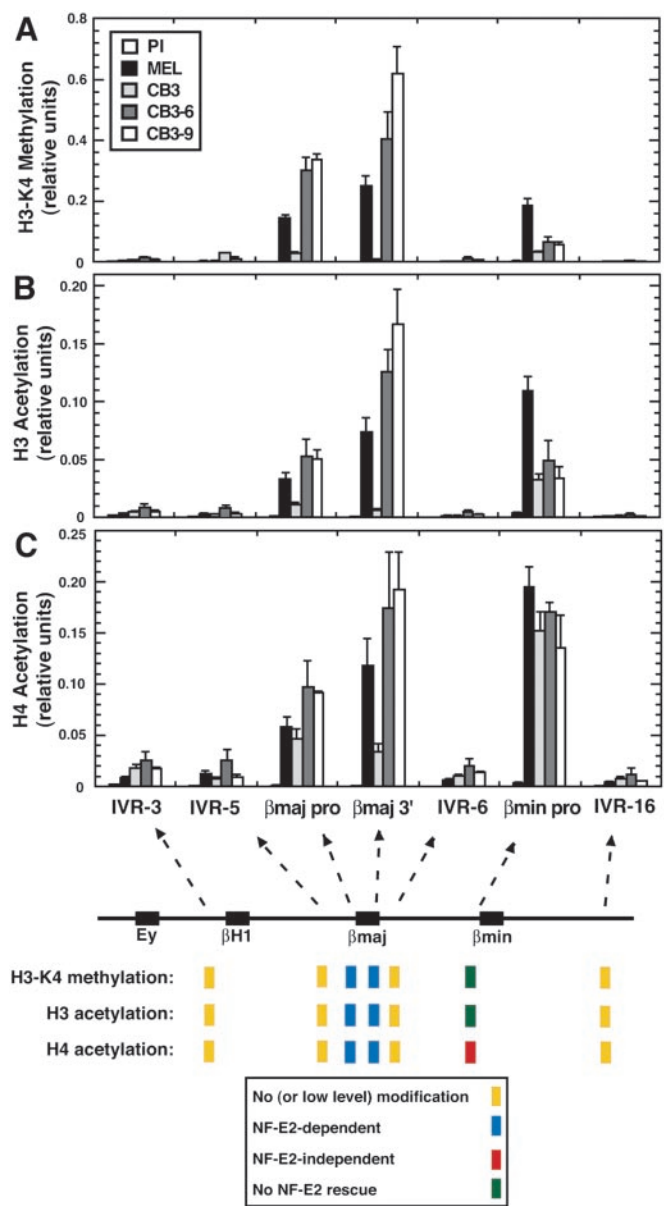 A
H3-K4 Methylation
(relative units)
0.8
0.6
0.4
0.2
0
PI
MEL
CB3
CB3-6
CB3-9
B
H3 Acetylation
(relative units)
0.20
0.15
0.10
0.05
0
C
H4 Acetylation
(relative units)
0.25
0.20
0.15
0.10
0.05
0
IVR-3 IVR-5 βmaj pro βmaj 3' IVR-6 βmin pro IVR-16
Ey βH1 βmaj βmin
H3-K4 methylation:
H3 acetylation:
H4 acetylation:
No (or low level) modification
NF-E2-dependent
NF-E2-independent
No NF-E2 rescue